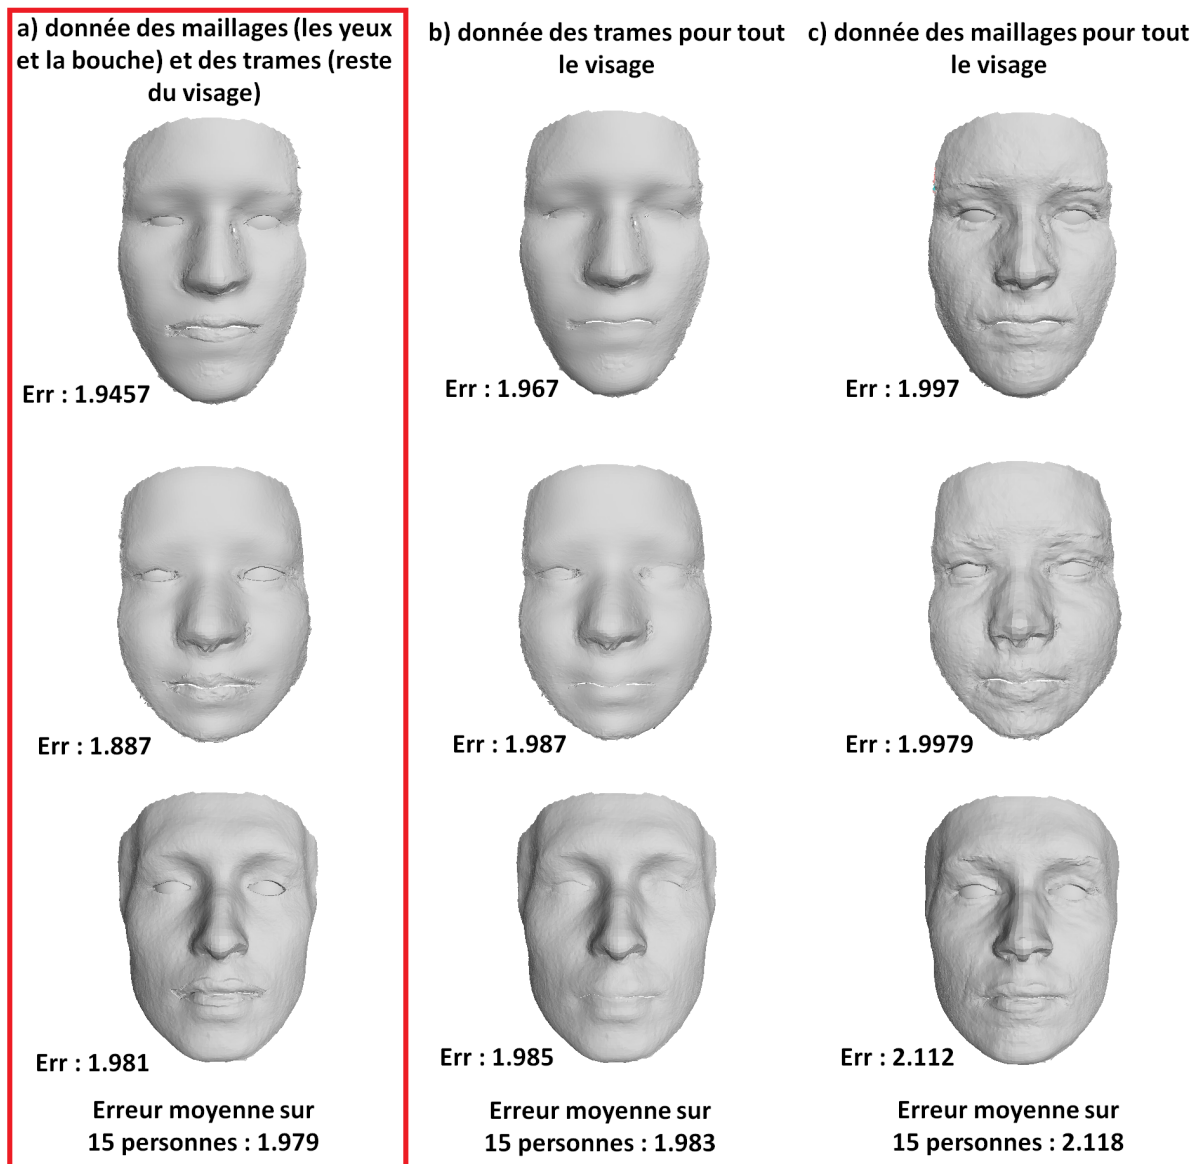 a) donnée des maillages (les yeux
et la bouche) et des trames (reste
du visage)
b) donnée des trames pour tout
le visage
c) donnée des maillages pour tout
le visage
Err : 1.9457
Err : 1.967
Err : 1.997
Err : 1.887
Err : 1.987
Err : 1.9979
Err : 1.981
Err : 1.985
Err : 2.112
Erreur moyenne sur
15 personnes : 1.979
Erreur moyenne sur
15 personnes : 1.983
Erreur moyenne sur
15 personnes : 2.118